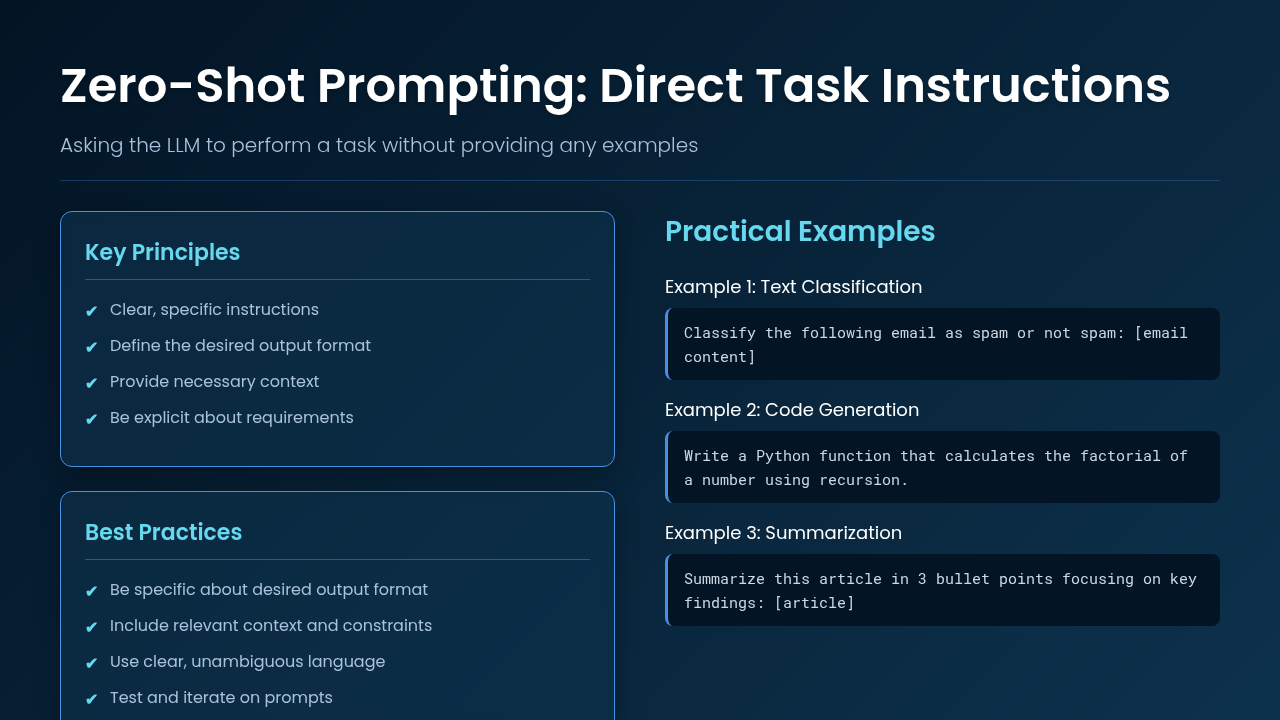 Zero-Shot Prompting: Direct Task Instructions
Asking the LLM to perform a task without providing any examples
Key Principles
✔ Clear, specific instructions
✔ Define the desired output format
✔ Provide necessary context
✔ Be explicit about requirements
Best Practices
✔ Be specific about desired output format
✔ Include relevant context and constraints
✔ Use clear, unambiguous language
✔ Test and iterate on prompts
Practical Examples
Example 1: Text Classification
Classify the following email as spam or not spam: [email
content]
Example 2: Code Generation
Write a Python function that calculates the factorial of
a number using recursion.
Example 3: Summarization
Summarize this article in 3 bullet points focusing on key
findings: [article]